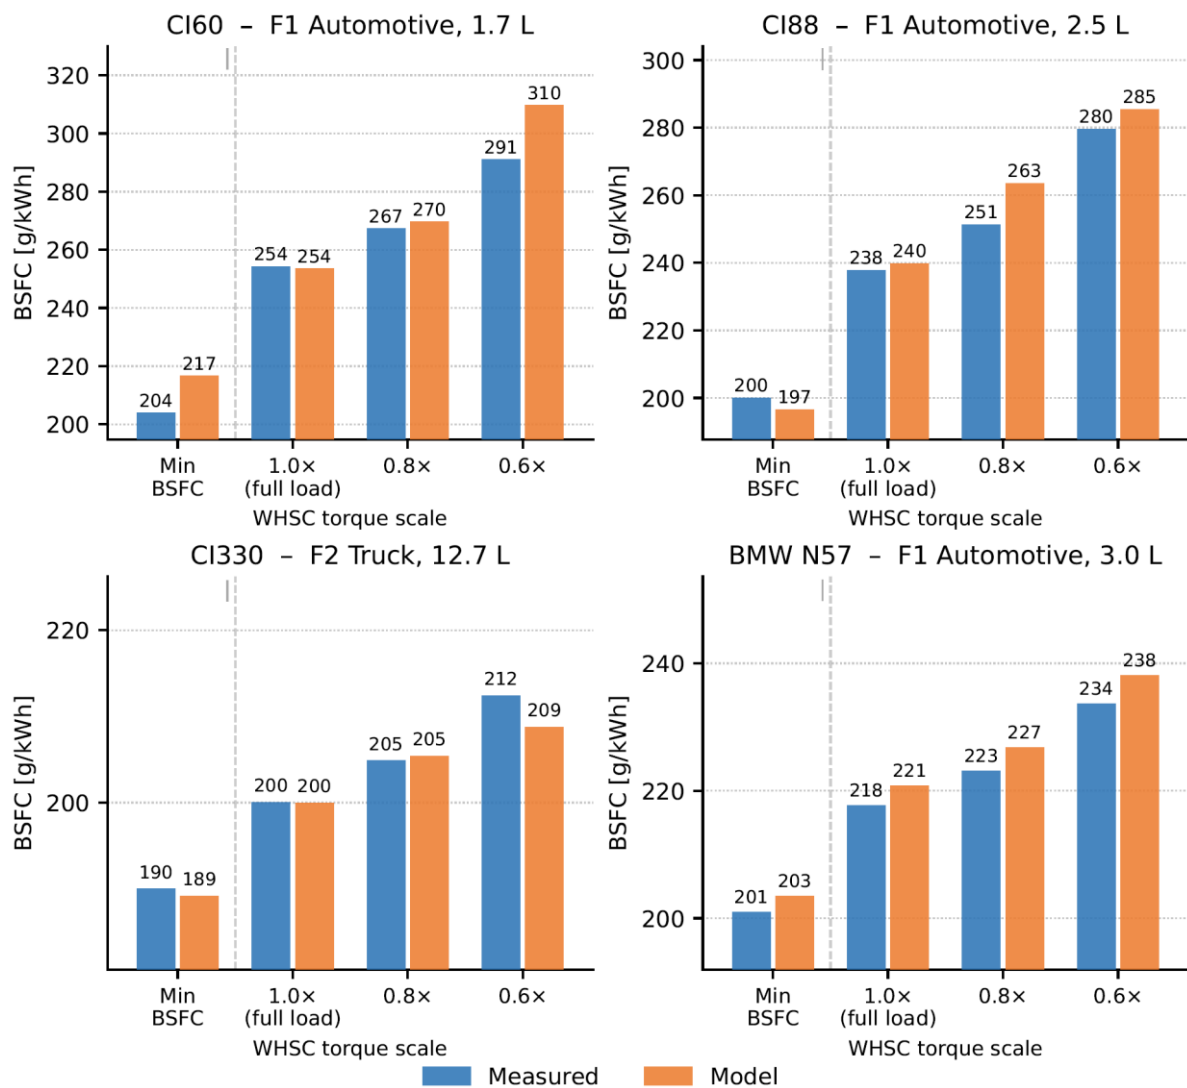 CI60 – F1 Automotive, 1.7 L
BSFC [g/kWh]
320
300
280
260
240
220
200
204
217
254
254
267
270
291
310
Min
BSFC
1.0×
(full load)
0.8×
0.6×
WHSC torque scale
CI88 – F1 Automotive, 2.5 L
BSFC [g/kWh]
300
280
260
240
220
200
200
197
238
240
251
263
280
285
Min
BSFC
1.0×
(full load)
0.8×
0.6×
WHSC torque scale
CI330 – F2 Truck, 12.7 L
BSFC [g/kWh]
220
200
190
189
200
200
205
205
212
209
Min
BSFC
1.0×
(full load)
0.8×
0.6×
WHSC torque scale
BMW N57 – F1 Automotive, 3.0 L
BSFC [g/kWh]
240
220
200
201
203
218
221
223
227
234
238
Min
BSFC
1.0×
(full load)
0.8×
0.6×
WHSC torque scale
Measured
Model